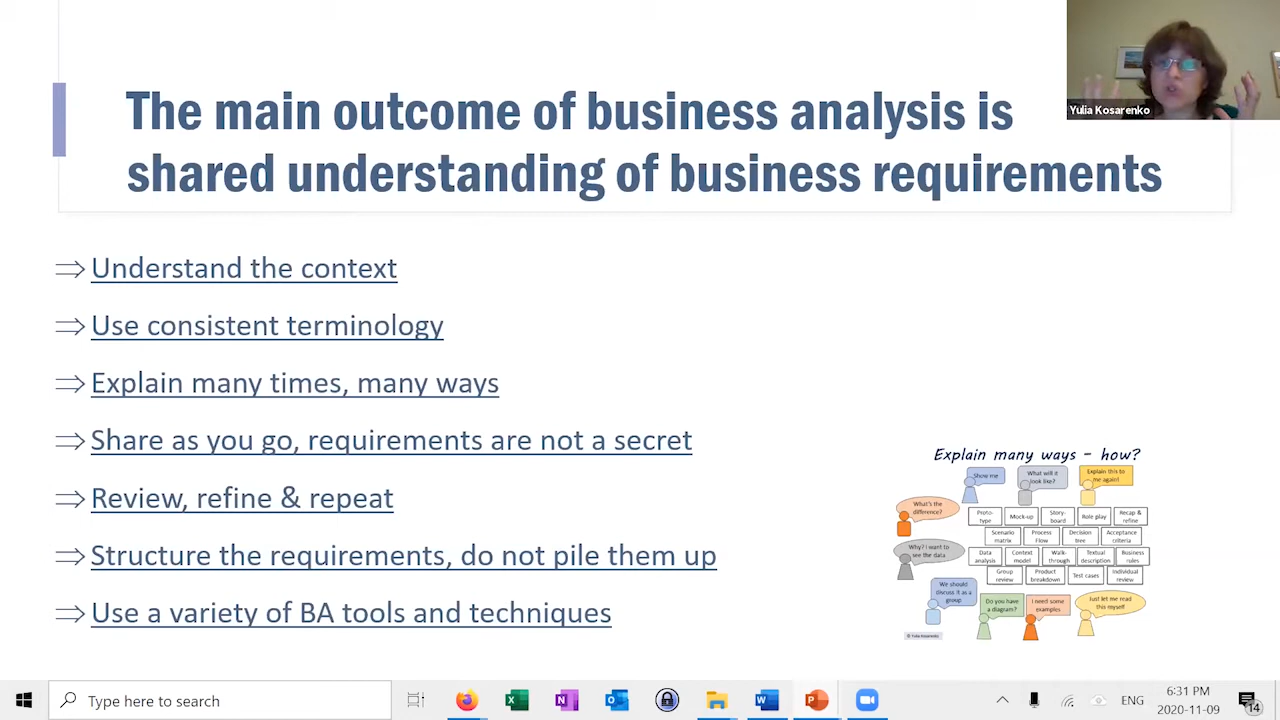 Yulia Kosarenko
The main outcome of business analysis is
shared understanding of business requirements
⇒Understand the context
⇒Use consistent terminology
⇒Explain many times, many ways
⇒Share as you go, requirements are not a secret
⇒Review, refine & repeat
⇒Structure the requirements, do not pile them up
⇒Use a variety of BA tools and techniques
Explain many ways - how?
Show me
What will it
look like?
Explain this to
me again!
What's the
difference?
Proto-
type
Mock-up
Story-
board
Role play
Recap &
refine
Scenario
matrix
Process
Flow
Decision
tree
Acceptance
criteria
Why? I want to
see the data
Data
analysis
Context
model
Walk-
through
Textual
description
Business
rules
Group
review
Product
breakdown
Test cases
Individual
review
We should
discuss it as a
group
Do you have
a diagram?
I need some
examples
Just let me read
this myself
© Yulia Kosarenko
Type here to search
ENG
6:31 PM
2020-11-09
14